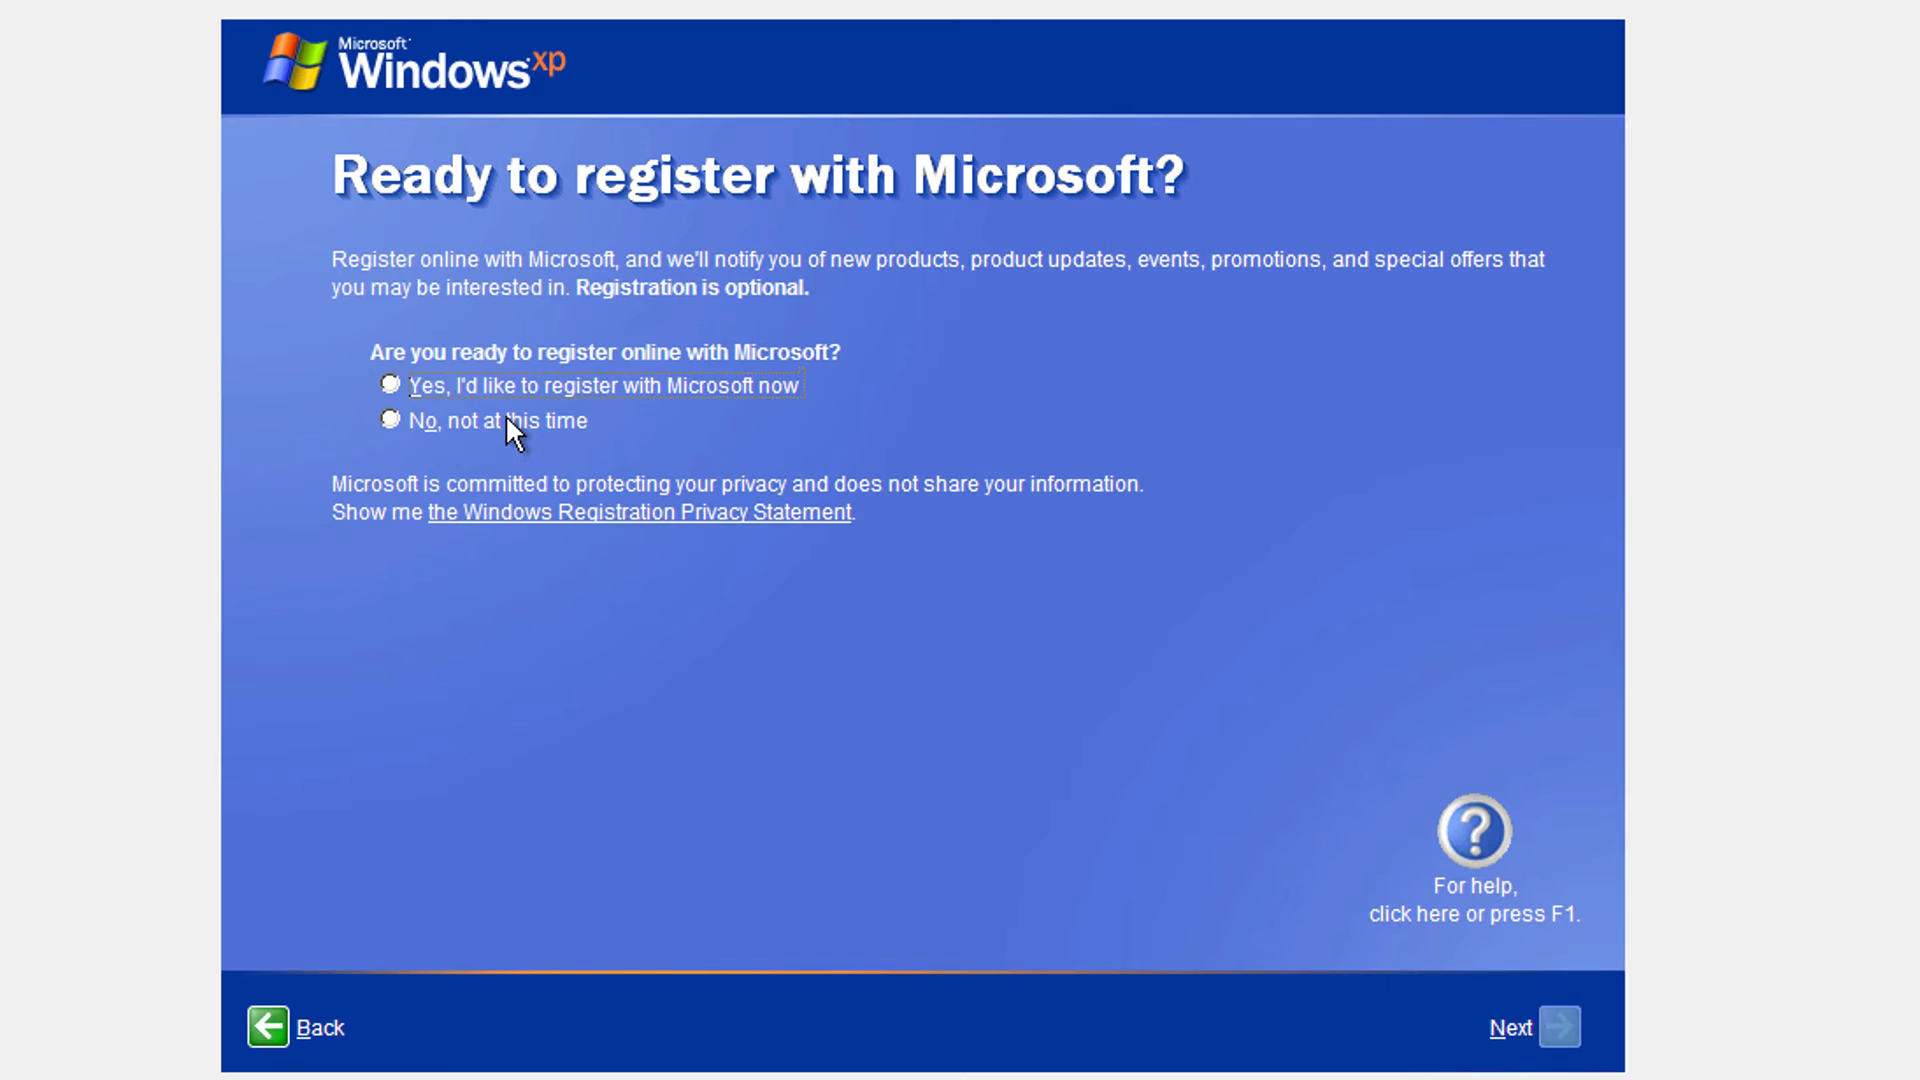 Microsoft
Windows xp
Ready to register with Microsoft?
Register online with Microsoft, and we'll notify you of new products, product updates, events, promotions, and special offers that
you may be interested in. Registration is optional.
Are you ready to register online with Microsoft?
Yes, I'd like to register with Microsoft now
No, not at this time
Microsoft is committed to protecting your privacy and does not share your information.
Show me the Windows Registration Privacy Statement.
For help,
click here or press F1.
Back
Next